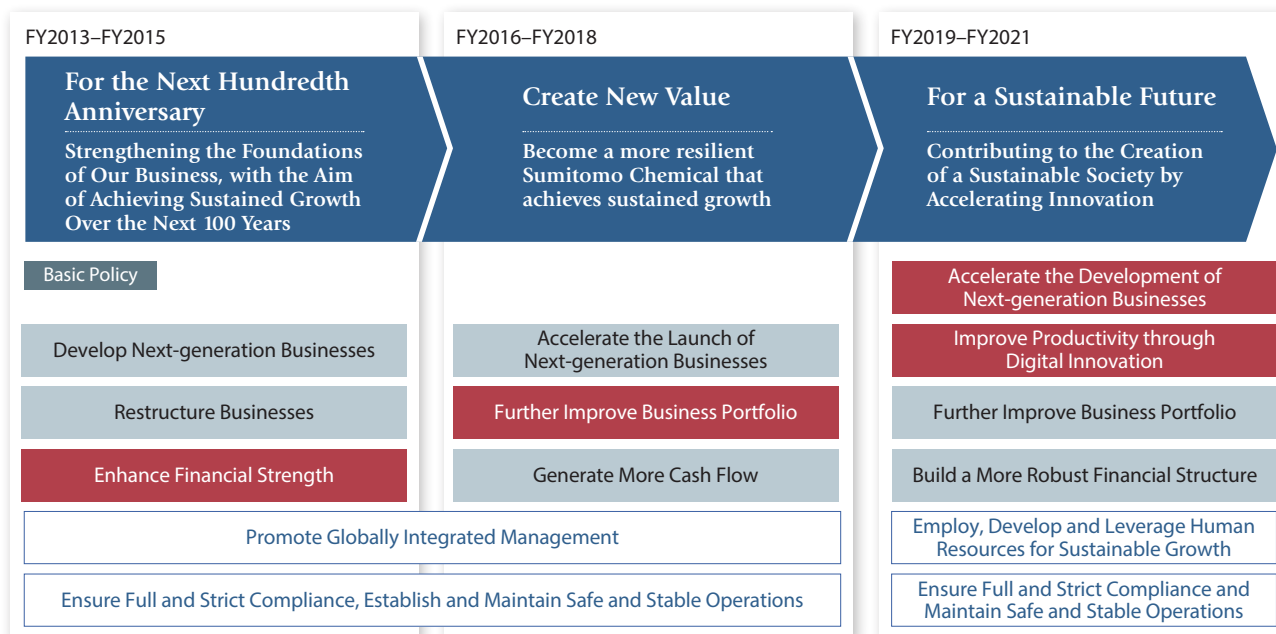 FY2013–FY2015
For the Next Hundredth
Anniversary
Strengthening the Foundations
of Our Business, with the Aim
of Achieving Sustained Growth
Over the Next 100 Years
FY2016–FY2018
Create New Value
Become a more resilient
Sumitomo Chemical that
achieves sustained growth
FY2019–FY2021
For a Sustainable Future
Contributing to the Creation
of a Sustainable Society by
Accelerating Innovation
Basic Policy
Develop Next-generation Businesses
Restructure Businesses
Enhance Financial Strength
Accelerate the Launch of
Next-generation Businesses
Further Improve Business Portfolio
Generate More Cash Flow
Promote Globally Integrated Management
Ensure Full and Strict Compliance, Establish and Maintain Safe and Stable Operations
Accelerate the Development of
Next-generation Businesses
Improve Productivity through
Digital Innovation
Further Improve Business Portfolio
Build a More Robust Financial Structure
Employ, Develop and Leverage Human
Resources for Sustainable Growth
Ensure Full and Strict Compliance and
Maintain Safe and Stable Operations